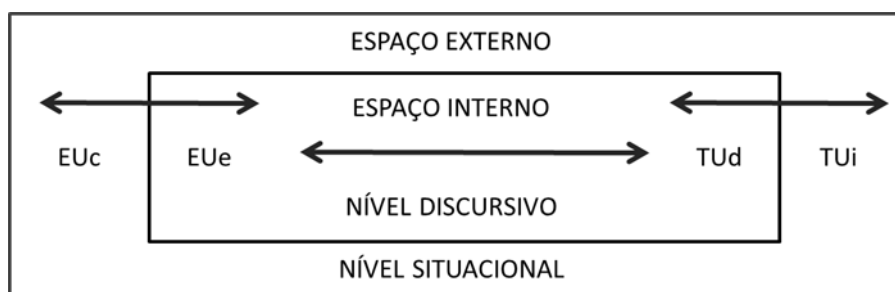 ESPAÇO EXTERNO
ESPAÇO INTERNO
EUc EUe TUd TUi
NÍVEL DISCURSIVO
NÍVEL SITUACIONAL